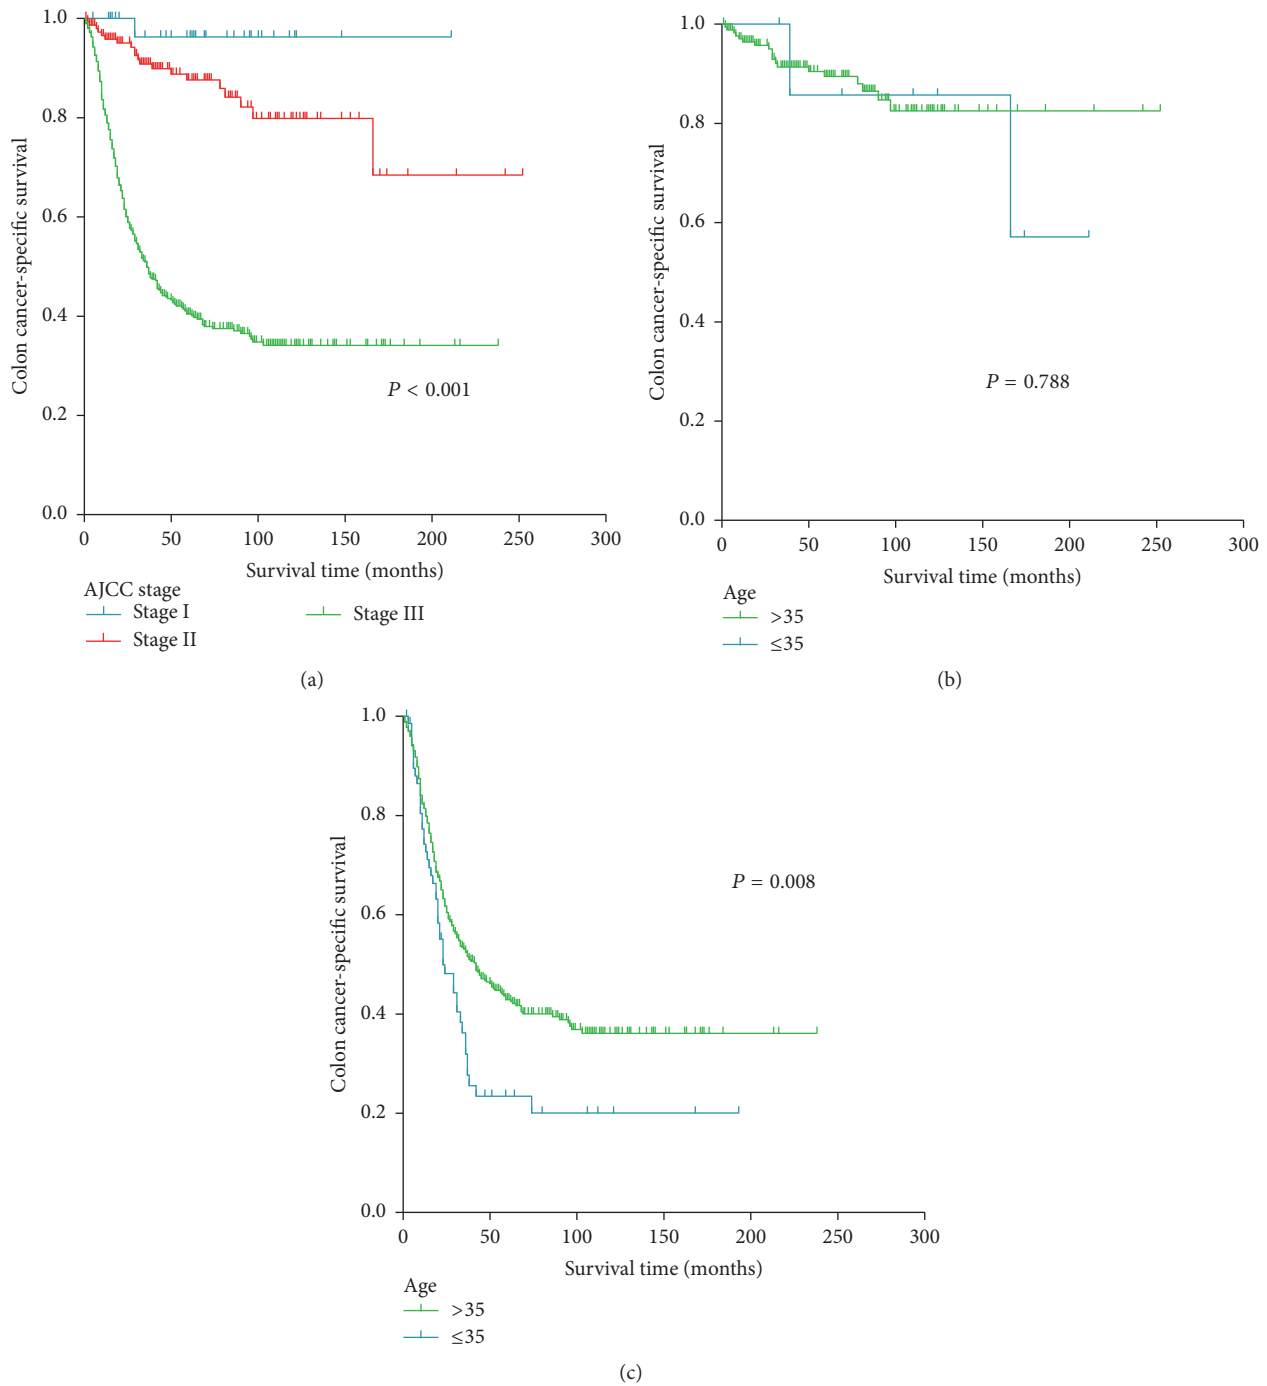 Colon cancer-specific survival
1.0
0.8
0.6
0.4
0.2
0.0
P < 0.001
0 50 100 150 200 250 300
Survival time (months)
AJCC stage
Stage I
Stage II
Stage III
(a)
Colon cancer-specific survival
1.0
0.8
0.6
0.4
0.2
0.0
P = 0.788
0 50 100 150 200 250 300
Survival time (months)
Age
>35
≤35
(b)
Colon cancer-specific survival
1.0
0.8
0.6
0.4
0.2
0.0
P = 0.008
0 50 100 150 200 250 300
Survival time (months)
Age
>35
≤35
(c)